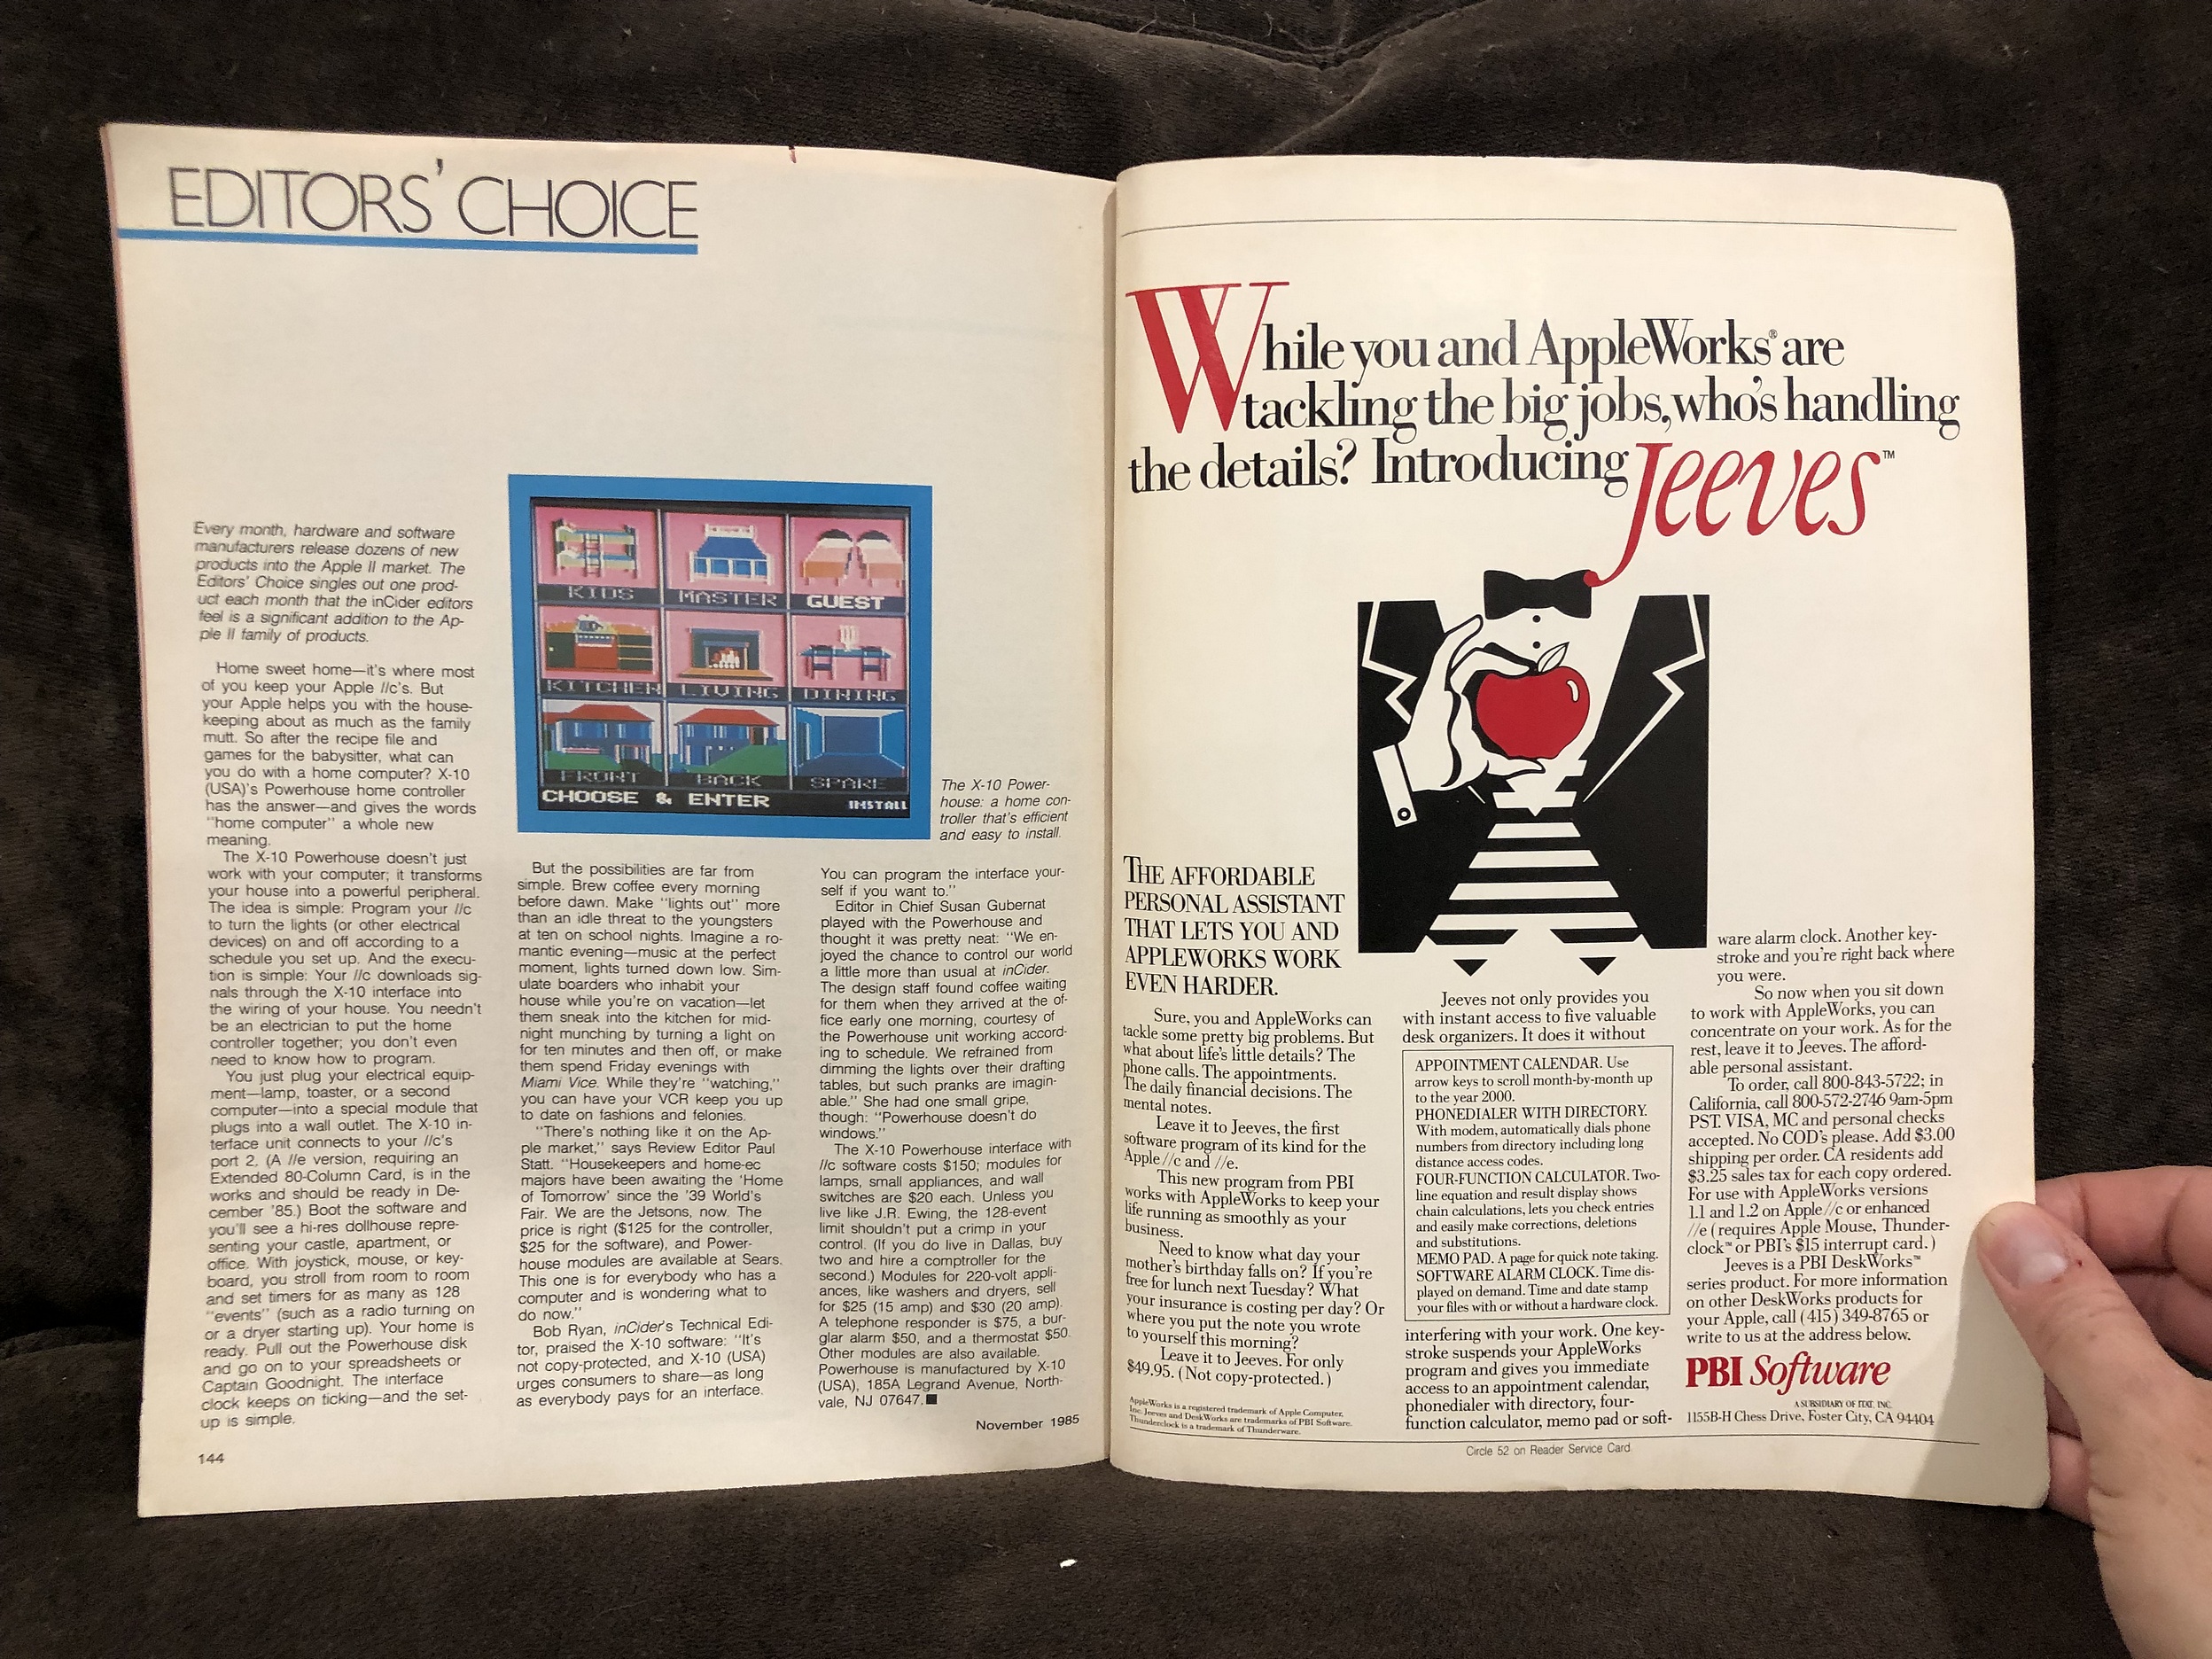 EDITORS' CHOICE
Every month, hardware and software
manufacturers release dozens of new
products into the Apple II market. The
Editors' Choice singles out one prod-
uct each month that the inCider editors
feel is a significant addition to the Ap-
ple II family of products.
Home sweet home—it's where most
of you keep your Apple //c's. But
your Apple helps you with the house-
keeping about as much as the family
mutt. So after the recipe file and
games for the babysitter, what can
you do with a home computer? X-10
(USA)'s Powerhouse home controller
has the answer—and gives the words
"home computer" a whole new
meaning.
The X-10 Powerhouse doesn't just
work with your computer; it transforms
your house into a powerful peripheral.
The idea is simple: Program your //c
to turn the lights (or other electrical
devices) on and off according to a
schedule you set up. And the execu-
tion is simple: Your //c downloads sig-
nals through the X-10 interface into
the wiring of your house. You needn't
be an electrician to put the home
controller together; you don't even
need to know how to program.
You just plug your electrical equip-
ment—lamp, toaster, or a second
computer—into a special module that
plugs into a wall outlet. The X-10 in-
terface unit connects to your //c's
port 2. (A //e version, requiring an
Extended 80-Column Card, is in the
works and should be ready in De-
cember '85.) Boot the software and
you'll see a hi-res dollhouse repre-
senting your castle, apartment, or
office. With joystick, mouse, or key-
board, you stroll from room to room
and set timers for as many as 128
"events" (such as a radio turning on
or a dryer starting up). Your home is
ready. Pull out the Powerhouse disk
and go on to your spreadsheets or
Captain Goodnight. The interface
clock keeps on ticking—and the set-
up is simple.
KIDS MASTER GUEST
KITCHEN LIVING DINING
FRONT BACK SPARE
CHOOSE & ENTER INSTALL
The X-10 Power-
house: a home con-
troller that's efficient
and easy to install.
But the possibilities are far from
simple. Brew coffee every morning
before dawn. Make "lights out" more
than an idle threat to the youngsters
at ten on school nights. Imagine a ro-
mantic evening—music at the perfect
moment, lights turned down low. Sim-
ulate boarders who inhabit your
house while you're on vacation—let
them sneak into the kitchen for mid-
night munching by turning a light on
for ten minutes and then off, or make
them spend Friday evenings with
Miami Vice. While they're "watching,"
you can have your VCR keep you up
to date on fashions and felonies.
"There's nothing like it on the Ap-
ple market," says Review Editor Paul
Statt. "Housekeepers and home-ec
majors have been awaiting the 'Home
of Tomorrow' since the '39 World's
Fair. We are the Jetsons, now. The
price is right ($125 for the controller,
$25 for the software), and Power-
house modules are available at Sears.
This one is for everybody who has a
computer and is wondering what to
do now."
Bob Ryan, inCider's Technical Edi-
tor, praised the X-10 software: "It's
not copy-protected, and X-10 (USA)
urges consumers to share—as long
as everybody pays for an interface.
You can program the interface your-
self if you want to."
Editor in Chief Susan Gubernat
played with the Powerhouse and
thought it was pretty neat: "We en-
joyed the chance to control our world
a little more than usual at inCider.
The design staff found coffee waiting
for them when they arrived at the of-
fice early one morning, courtesy of
the Powerhouse unit working accord-
ing to schedule. We refrained from
dimming the lights over their drafting
tables, but such pranks are imagin-
able." She had one small gripe,
though: "Powerhouse doesn't do
windows."
The X-10 Powerhouse interface with
//c software costs $150; modules for
lamps, small appliances, and wall
switches are $20 each. Unless you
live like J.R. Ewing, the 128-event
limit shouldn't put a crimp in your
control. (If you do live in Dallas, buy
two and hire a comptroller for the
second.) Modules for 220-volt appli-
ances, like washers and dryers, sell
for $25 (15 amp) and $30 (20 amp).
A telephone responder is $75, a bur-
glar alarm $50, and a thermostat $50.
Other modules are also available.
Powerhouse is manufactured by X-10
(USA), 185A Legrand Avenue, North-
vale, NJ 07647.■
November 1985
144
While you and AppleWorks® are
tackling the big jobs, who's handling
the details? Introducing Jeeves™
THE AFFORDABLE
PERSONAL ASSISTANT
THAT LETS YOU AND
APPLEWORKS WORK
EVEN HARDER.
Sure, you and AppleWorks can
tackle some pretty big problems. But
what about life's little details? The
phone calls. The appointments.
The daily financial decisions. The
mental notes.
Leave it to Jeeves, the first
software program of its kind for the
Apple //c and //e.
This new program from PBI
works with AppleWorks to keep your
life running as smoothly as your
business.
Need to know what day your
mother's birthday falls on? If you're
free for lunch next Tuesday? What
your insurance is costing per day? Or
where you put the note you wrote
to yourself this morning?
Leave it to Jeeves. For only
$49.95. (Not copy-protected.)
AppleWorks is a registered trademark of Apple Computer,
Inc. Jeeves and DeskWorks are trademarks of PBI Software.
Thunderclock is a trademark of Thunderware.
Jeeves not only provides you
with instant access to five valuable
desk organizers. It does it without
APPOINTMENT CALENDAR. Use
arrow keys to scroll month-by-month up
to the year 2000.
PHONEDIALER WITH DIRECTORY.
With modem, automatically dials phone
numbers from directory including long
distance access codes.
FOUR-FUNCTION CALCULATOR. Two-
line equation and result display shows
chain calculations, lets you check entries
and easily make corrections, deletions
and substitutions.
MEMO PAD. A page for quick note taking.
SOFTWARE ALARM CLOCK. Time dis-
played on demand. Time and date stamp
your files with or without a hardware clock.
interfering with your work. One key-
stroke suspends your AppleWorks
program and gives you immediate
access to an appointment calendar,
phonedialer with directory, four-
function calculator, memo pad or soft-
ware alarm clock. Another key-
stroke and you're right back where
you were.
So now when you sit down
to work with AppleWorks, you can
concentrate on your work. As for the
rest, leave it to Jeeves. The afford-
able personal assistant.
To order, call 800-843-5722; in
California, call 800-572-2746 9am-5pm
PST. VISA, MC and personal checks
accepted. No COD's please. Add $3.00
shipping per order. CA residents add
$3.25 sales tax for each copy ordered.
For use with AppleWorks versions
1.1 and 1.2 on Apple //c or enhanced
//e (requires Apple Mouse, Thunder-
clock™ or PBI's $15 interrupt card.)
Jeeves is a PBI DeskWorks™
series product. For more information
on other DeskWorks products for
your Apple, call (415) 349-8765 or
write to us at the address below.
PBI Software
A SUBSIDIARY OF ITAT, INC.
1155B-H Chess Drive, Foster City, CA 94404
Circle 52 on Reader Service Card